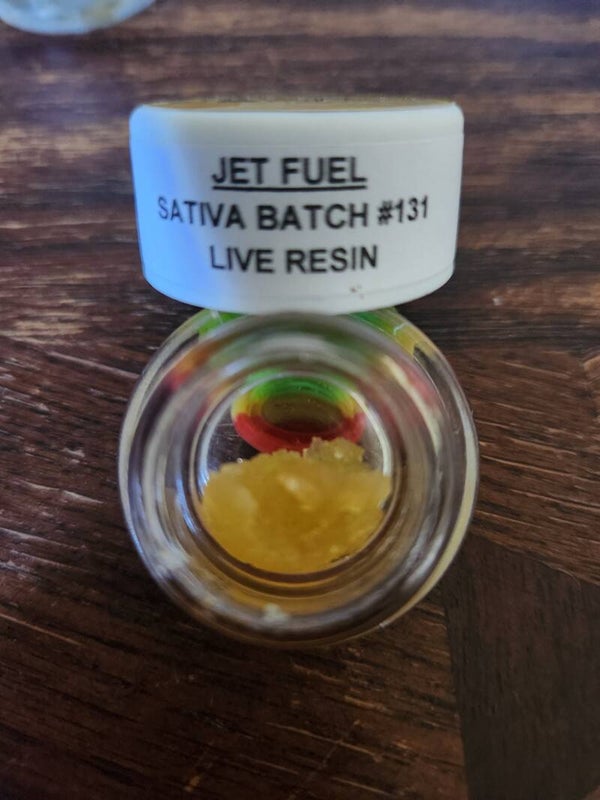 JET FUEL
SATIVA BATCH #131
LIVE RESIN